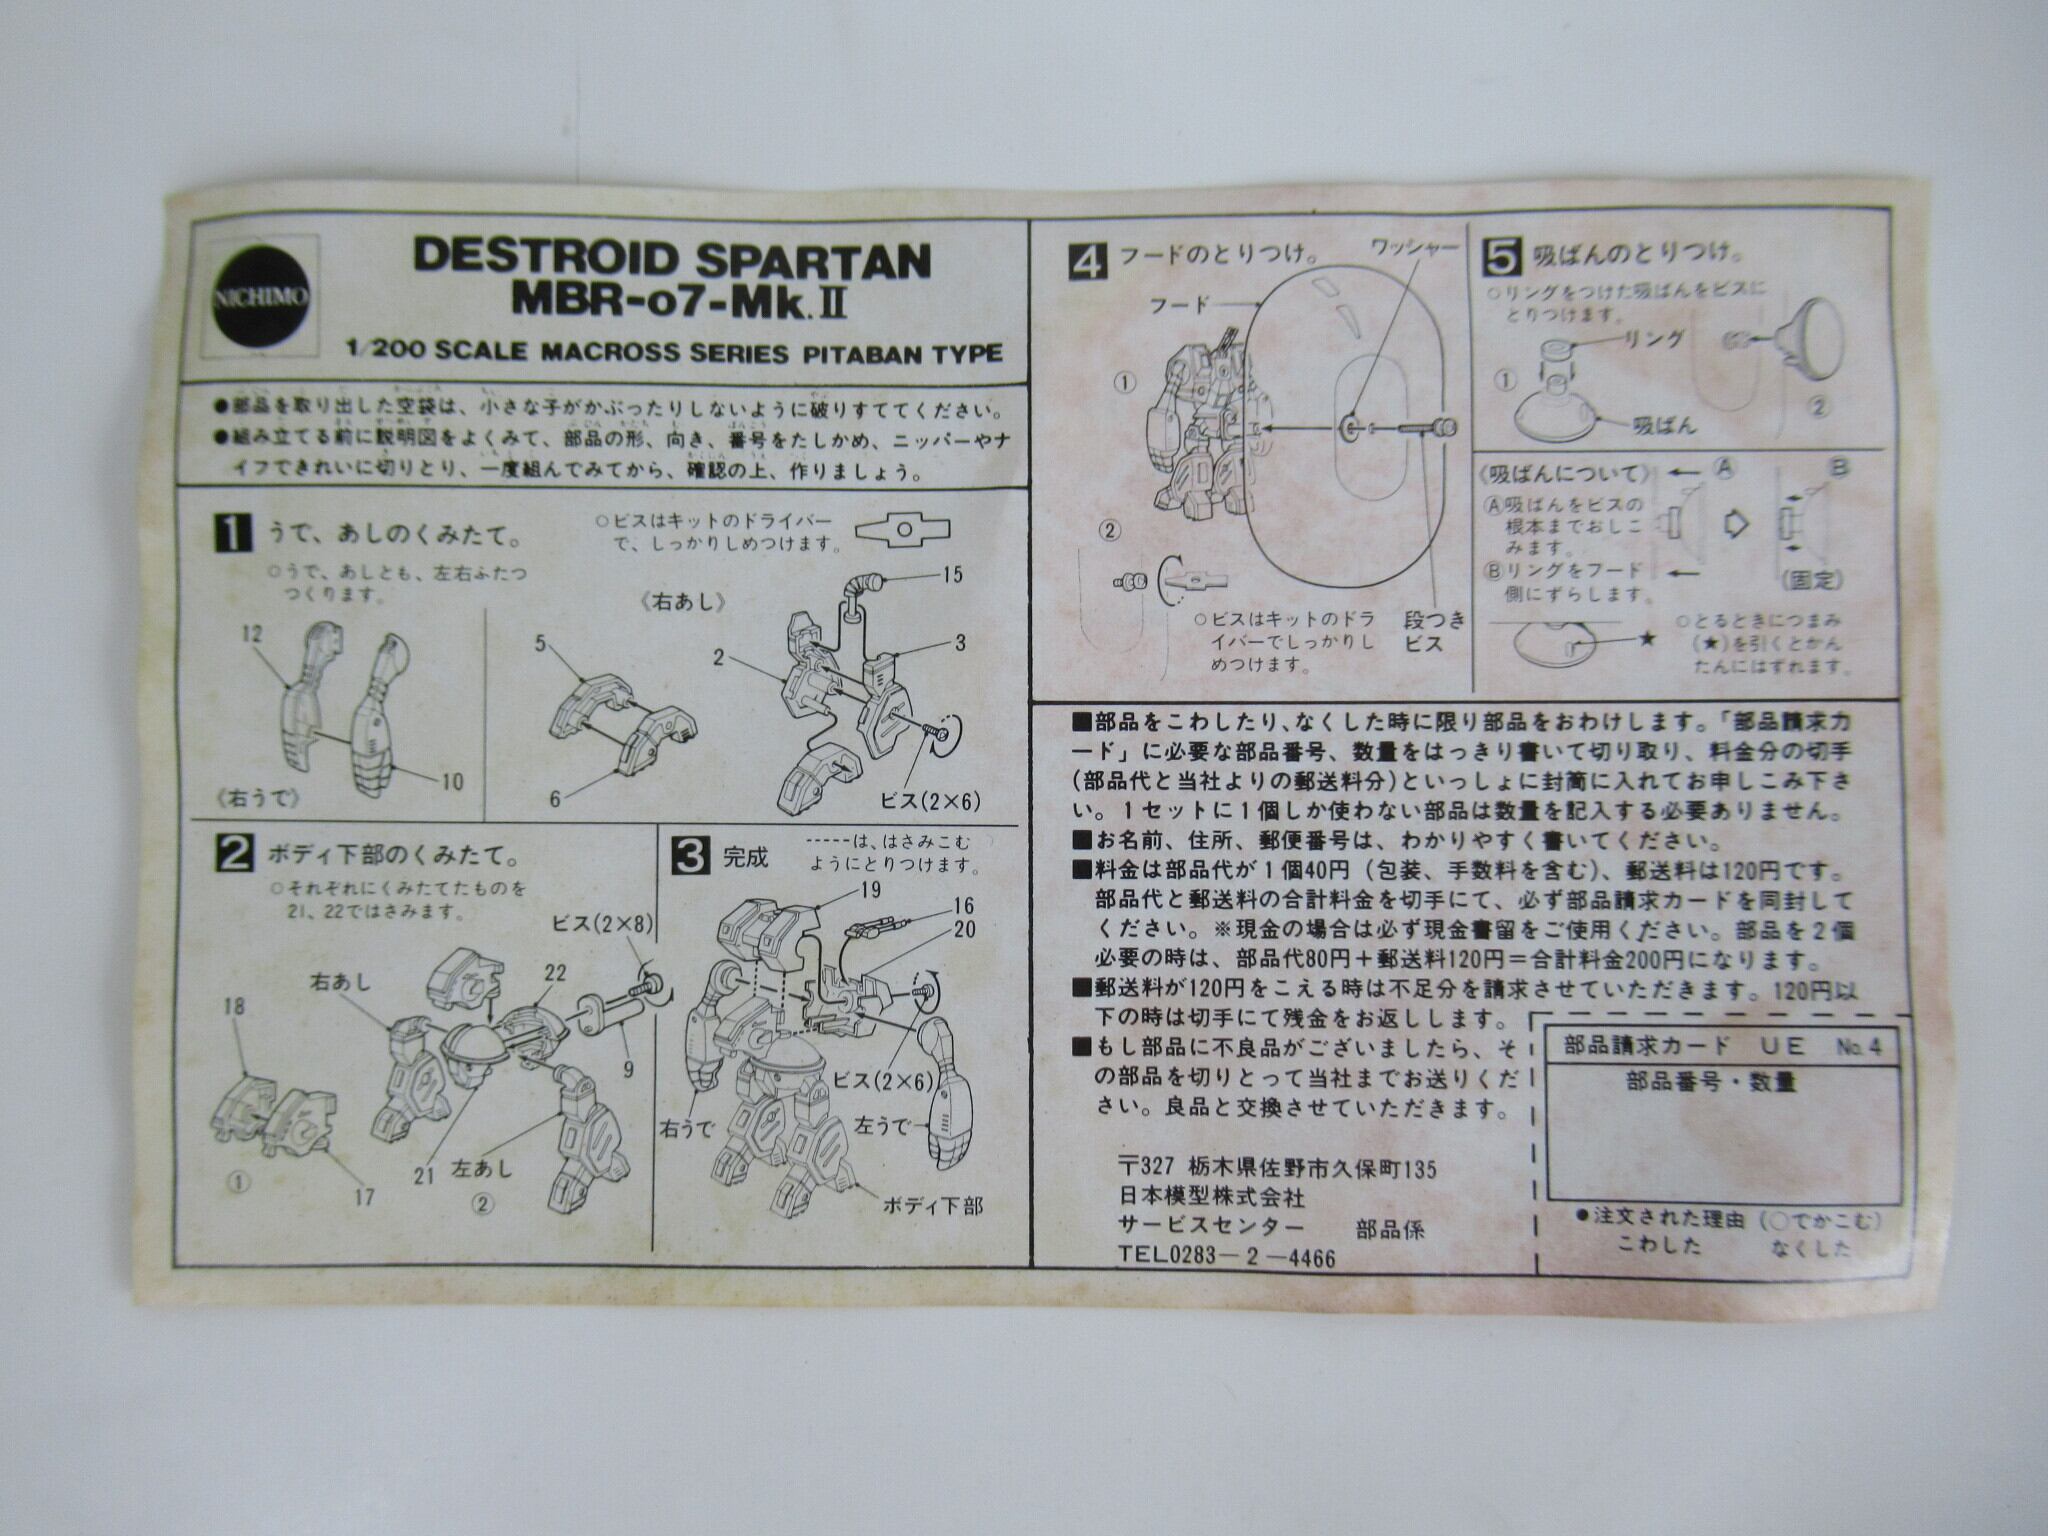 NICHIMO
DESTROID SPARTAN
MBR-07-Mk.II
1/200 SCALE MACROSS SERIES PITABAN TYPE
●部品を取り出した空袋は、小さな子がかぶったりしないように破りすててください。
●組み立てる前に説明図をよくみて、部品の形、向き、番号をたしかめ、ニッパーやナ
イフできれいに切りとり、一度組んでみてから、確認の上、作りましょう。
1 うで、あしのくみたて。
○うで、あしとも、左右ふたつ
つくります。
○ビスはキットのドライバー
で、しっかりしめつけます。
12
10
《右うで》
5
6
《右あし》
15
2
3
ビス(2×6)
2 ボディ下部のくみたて。
○それぞれにくみたてたものを
21、22ではさみます。
ビス(2×8)
右あし
22
18
9
17
21
左あし
①
②
3 完成
-----は、はさみこむ
ようにとりつけます。
19
16
20
ビス(2×6)
右うで
左うで
ボディ下部
4 フードのとりつけ。
ワッシャー
フード
①
②
○ビスはキットのドラ
イバーでしっかりし
めつけます。
段つき
ビス
5 吸ばんのとりつけ。
○リングをつけた吸ばんをビスに
とりつけます。
リング
①
吸ばん
②
《吸ばんについて》
Ⓐ
Ⓑ
Ⓐ吸ばんをビスの
根本までおしこ
みます。
Ⓑリングをフード
側にずらします。
(固定)
★
○とるときにつまみ
(★)を引くとかん
たんにはずれます。
■部品をこわしたり、なくした時に限り部品をおわけします。「部品請求カ
ード」に必要な部品番号、数量をはっきり書いて切り取り、料金分の切手
(部品代と当社よりの郵送料分)といっしょに封筒に入れてお申しこみ下さ
い。1セットに1個しか使わない部品は数量を記入する必要ありません。
■お名前、住所、郵便番号は、わかりやすく書いてください。
■料金は部品代が1個40円(包装、手数料を含む)、郵送料は120円です。
部品代と郵送料の合計料金を切手にて、必ず部品請求カードを同封して
ください。※現金の場合は必ず現金書留をご使用ください。部品を2個
必要の時は、部品代80円+郵送料120円=合計料金200円になります。
■郵送料が120円をこえる時は不足分を請求させていただきます。120円以
下の時は切手にて残金をお返しします。
■もし部品に不良品がございましたら、そ
の部品を切りとって当社までお送りくだ
さい。良品と交換させていただきます。
〒327 栃木県佐野市久保町135
日本模型株式会社
サービスセンター 部品係
TEL0283-2-4466
部品請求カード UE No.4
部品番号・数量
●注文された理由(○でかこむ)
こわした なくした